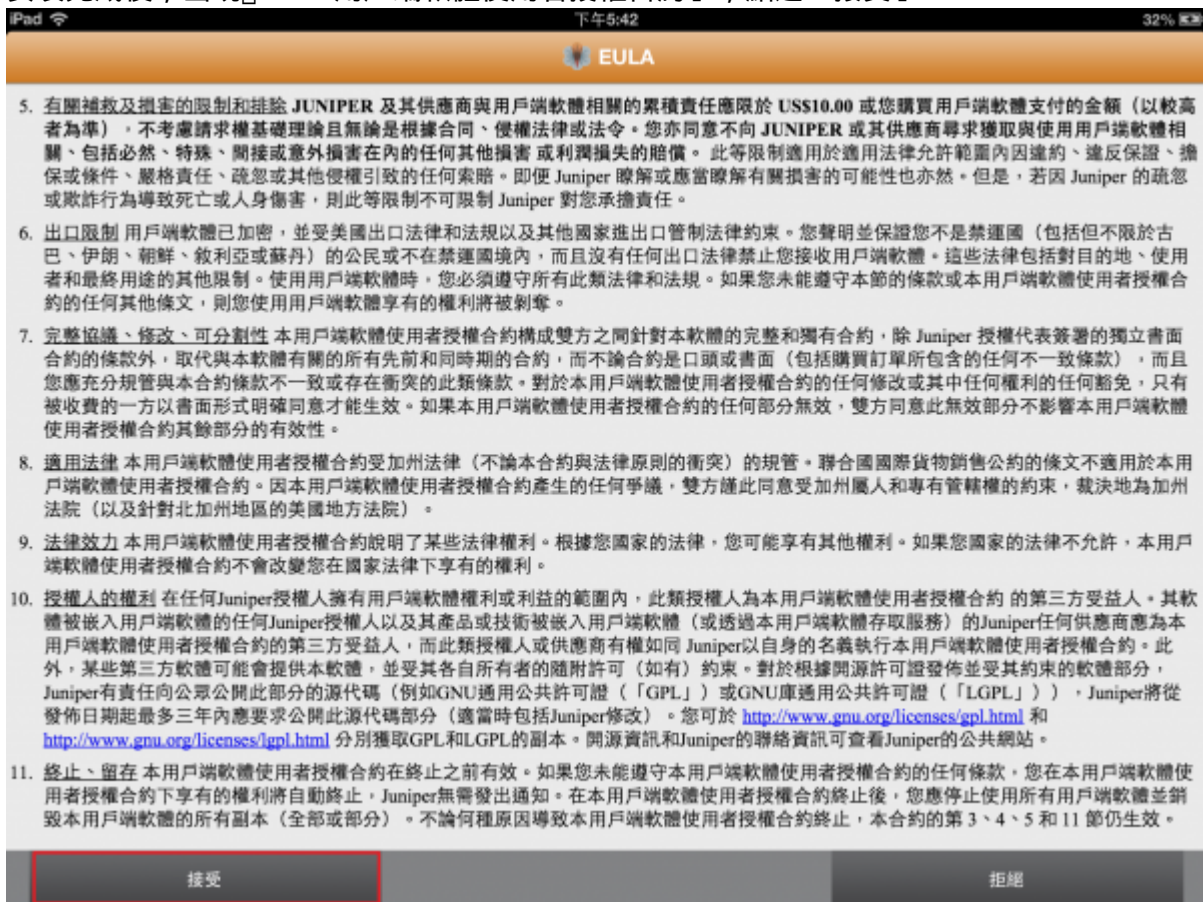 iPad 下午5:42 32%
EULA
5. 有關補救及損害的限制和排除 JUNIPER 及其供應商與用戶端軟體相關的累積責任應限於 US$10.00 或您購買用戶端軟體支付的金額（以較高
者為準），不考慮請求權基礎理論且無論是根據合同、侵權法律或法令。您亦同意不向 JUNIPER 或其供應商尋求獲取與使用用戶端軟體相
關、包括必然、特殊、間接或意外損害在內的任何其他損害 或利潤損失的賠償。 此等限制適用於適用法律允許範圍內因違約、違反保證、擔
保或條件、嚴格責任、疏忽或其他侵權引致的任何索賠。即便 Juniper 瞭解或應當瞭解有關損害的可能性也亦然。但是，若因 Juniper 的疏忽
或欺詐行為導致死亡或人身傷害，則此等限制不可限制 Juniper 對您承擔責任。
6. 出口限制 用戶端軟體已加密，並受美國出口法律和法規以及其他國家進出口管制法律約束。您聲明並保證您不是禁運國（包括但不限於古
巴、伊朗、朝鮮、敘利亞或蘇丹）的公民或不在禁運國境內，而且沒有任何出口法律禁止您接收用戶端軟體。這些法律包括對目的地、使用
者和最終用途的其他限制。使用用戶端軟體時，您必須遵守所有此類法律和法規。如果您未能遵守本節的條款或本用戶端軟體使用者授權合
約的任何其他條文，則您使用用戶端軟體享有的權利將被剝奪。
7. 完整協議、修改、可分割性 本用戶端軟體使用者授權合約構成雙方之間針對本軟體的完整和獨有合約，除 Juniper 授權代表簽署的獨立書面
合約的條款外，取代與本軟體有關的所有先前和同時期的合約，而不論合約是口頭或書面（包括購買訂單所包含的任何不一致條款），而且
您應充分規管與本合約條款不一致或存在衝突的此類條款。對於本用戶端軟體使用者授權合約的任何修改或其中任何權利的任何豁免，只有
被收費的一方以書面形式明確同意才能生效。如果本用戶端軟體使用者授權合約的任何部分無效，雙方同意此無效部分不影響本用戶端軟體
使用者授權合約其餘部分的有效性。
8. 適用法律 本用戶端軟體使用者授權合約受加州法律（不論本合約與法律原則的衝突）的規管。聯合國國際貨物銷售公約的條文不適用於本用
戶端軟體使用者授權合約。因本用戶端軟體使用者授權合約產生的任何爭議，雙方謹此同意受加州屬人和專有管轄權的約束，裁決地為加州
法院（以及針對北加州地區的美國地方法院）。
9. 法律效力 本用戶端軟體使用者授權合約說明了某些法律權利。根據您國家的法律，您可能享有其他權利。如果您國家的法律不允許，本用戶
端軟體使用者授權合約不會改變您在國家法律下享有的權利。
10. 授權人的權利 在任何Juniper授權人擁有用戶端軟體權利或利益的範圍內，此類授權人為本用戶端軟體使用者授權合約 的第三方受益人。其軟
體被嵌入用戶端軟體的任何Juniper授權人以及其產品或技術被嵌入用戶端軟體（或透過本用戶端軟體存取服務）的Juniper任何供應商應為本
用戶端軟體使用者授權合約的第三方受益人，而此類授權人或供應商有權如同 Juniper以自身的名義執行本用戶端軟體使用者授權合約。此
外，某些第三方軟體可能會提供本軟體，並受其各自所有者的隨附許可（如有）約束。對於根據開源許可證發佈並受其約束的軟體部分，
Juniper有責任向公眾公開此部分的源代碼（例如GNU通用公共許可證（「GPL」）或GNU庫通用公共許可證（「LGPL」）），Juniper將從
發佈日期起最多三年內應要求公開此源代碼部分（適當時包括Juniper修改）。您可於 http://www.gnu.org/licenses/gpl.html 和
http://www.gnu.org/licenses/lgpl.html 分別獲取GPL和LGPL的副本。開源資訊和Juniper的聯絡資訊可查看Juniper的公共網站。
11. 終止、留存 本用戶端軟體使用者授權合約在終止之前有效。如果您未能遵守本用戶端軟體使用者授權合約的任何條款，您在本用戶端軟體使
用者授權合約下享有的權利將自動終止，Juniper無需發出通知。在本用戶端軟體使用者授權合約終止後，您應停止使用所有用戶端軟體並銷
毀本用戶端軟體的所有副本（全部或部分）。不論何種原因導致本用戶端軟體使用者授權合約終止，本合約的第 3、4、5 和 11 節仍生效。
接受 拒絕